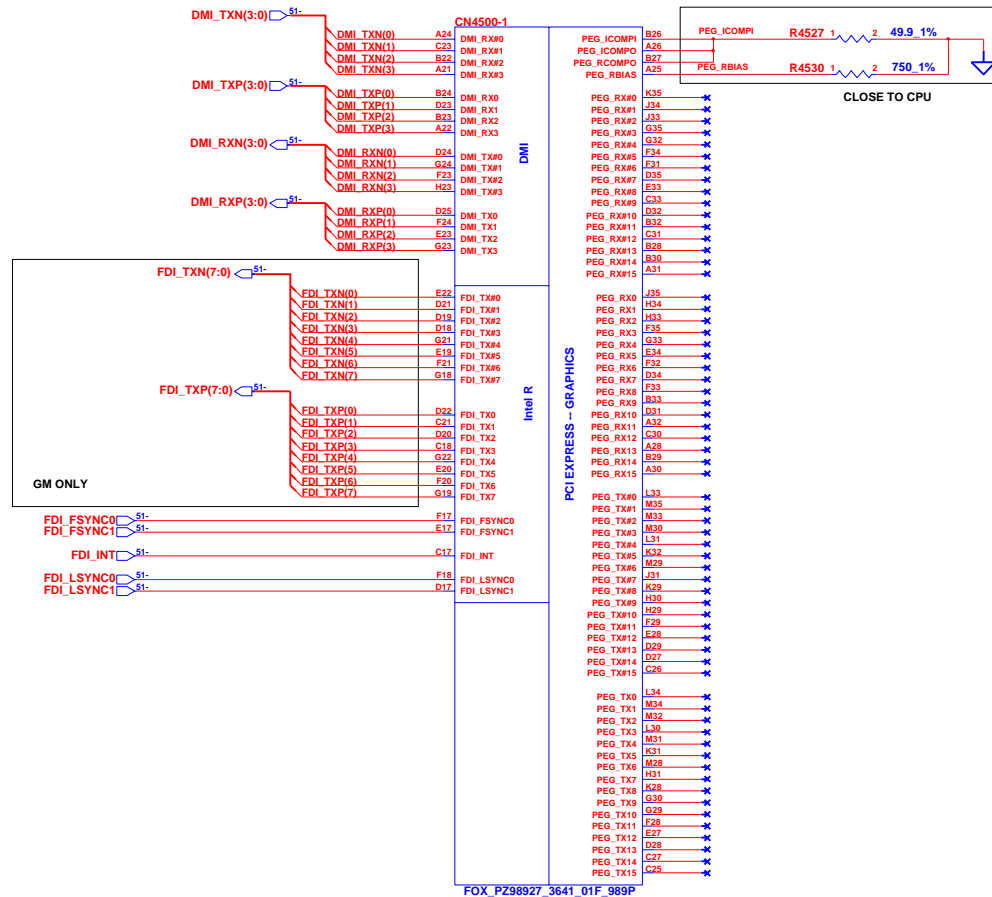 CN4500-1
DMI_TXN(3:0) 51-
DMI_TXN(0) A24 DMI_RX#0
DMI_TXN(1) C23 DMI_RX#1
DMI_TXN(2) B22 DMI_RX#2
DMI_TXN(3) A21 DMI_RX#3
DMI_TXP(3:0) 51-
DMI_TXP(0) B24 DMI_RX0
DMI_TXP(1) D23 DMI_RX1
DMI_TXP(2) B23 DMI_RX2
DMI_TXP(3) A22 DMI_RX3
DMI_RXN(3:0) 51-
DMI_RXN(0) D24 DMI_TX#0
DMI_RXN(1) G24 DMI_TX#1
DMI_RXN(2) F23 DMI_TX#2
DMI_RXN(3) H23 DMI_TX#3
DMI_RXP(3:0) 51-
DMI_RXP(0) D25 DMI_TX0
DMI_RXP(1) F24 DMI_TX1
DMI_RXP(2) E23 DMI_TX2
DMI_RXP(3) G23 DMI_TX3
DMI
FDI_TXN(7:0) 51-
FDI_TXN(0) E22 FDI_TX#0
FDI_TXN(1) D21 FDI_TX#1
FDI_TXN(2) D19 FDI_TX#2
FDI_TXN(3) D18 FDI_TX#3
FDI_TXN(4) G21 FDI_TX#4
FDI_TXN(5) E19 FDI_TX#5
FDI_TXN(6) F21 FDI_TX#6
FDI_TXN(7) G18 FDI_TX#7
FDI_TXP(7:0) 51-
FDI_TXP(0) D22 FDI_TX0
FDI_TXP(1) C21 FDI_TX1
FDI_TXP(2) D20 FDI_TX2
FDI_TXP(3) C18 FDI_TX3
FDI_TXP(4) G22 FDI_TX4
FDI_TXP(5) E20 FDI_TX5
FDI_TXP(6) F20 FDI_TX6
FDI_TXP(7) G19 FDI_TX7
GM ONLY
Intel R
FDI_FSYNC0 51- F17 FDI_FSYNC0
FDI_FSYNC1 51- E17 FDI_FSYNC1
FDI_INT 51- C17 FDI_INT
FDI_LSYNC0 51- F18 FDI_LSYNC0
FDI_LSYNC1 51- D17 FDI_LSYNC1
PCI EXPRESS -- GRAPHICS
PEG_ICOMPI B26 PEG_ICOMPI R4527 1 2 49.9_1%
PEG_ICOMPO A26
PEG_RCOMPO B27
PEG_RBIAS A25 PEG_RBIAS R4530 1 2 750_1%
CLOSE TO CPU
PEG_RX#0 K35
PEG_RX#1 J34
PEG_RX#2 J33
PEG_RX#3 G35
PEG_RX#4 G32
PEG_RX#5 F34
PEG_RX#6 F31
PEG_RX#7 D35
PEG_RX#8 E33
PEG_RX#9 C33
PEG_RX#10 D32
PEG_RX#11 B32
PEG_RX#12 C31
PEG_RX#13 B28
PEG_RX#14 B30
PEG_RX#15 A31
PEG_RX0 J35
PEG_RX1 H34
PEG_RX2 H33
PEG_RX3 F35
PEG_RX4 G33
PEG_RX5 E34
PEG_RX6 F32
PEG_RX7 D34
PEG_RX8 F33
PEG_RX9 B33
PEG_RX10 D31
PEG_RX11 A32
PEG_RX12 C30
PEG_RX13 A28
PEG_RX14 B29
PEG_RX15 A30
PEG_TX#0 L33
PEG_TX#1 M35
PEG_TX#2 M33
PEG_TX#3 M30
PEG_TX#4 L31
PEG_TX#5 K32
PEG_TX#6 M29
PEG_TX#7 J31
PEG_TX#8 K29
PEG_TX#9 H30
PEG_TX#10 H29
PEG_TX#11 F29
PEG_TX#12 E28
PEG_TX#13 D29
PEG_TX#14 D27
PEG_TX#15 C26
PEG_TX0 L34
PEG_TX1 M34
PEG_TX2 M32
PEG_TX3 L30
PEG_TX4 M31
PEG_TX5 K31
PEG_TX6 M28
PEG_TX7 H31
PEG_TX8 K28
PEG_TX9 G30
PEG_TX10 G29
PEG_TX11 F28
PEG_TX12 E27
PEG_TX13 D28
PEG_TX14 C27
PEG_TX15 C25
FOX_PZ98927_3641_01F_989P